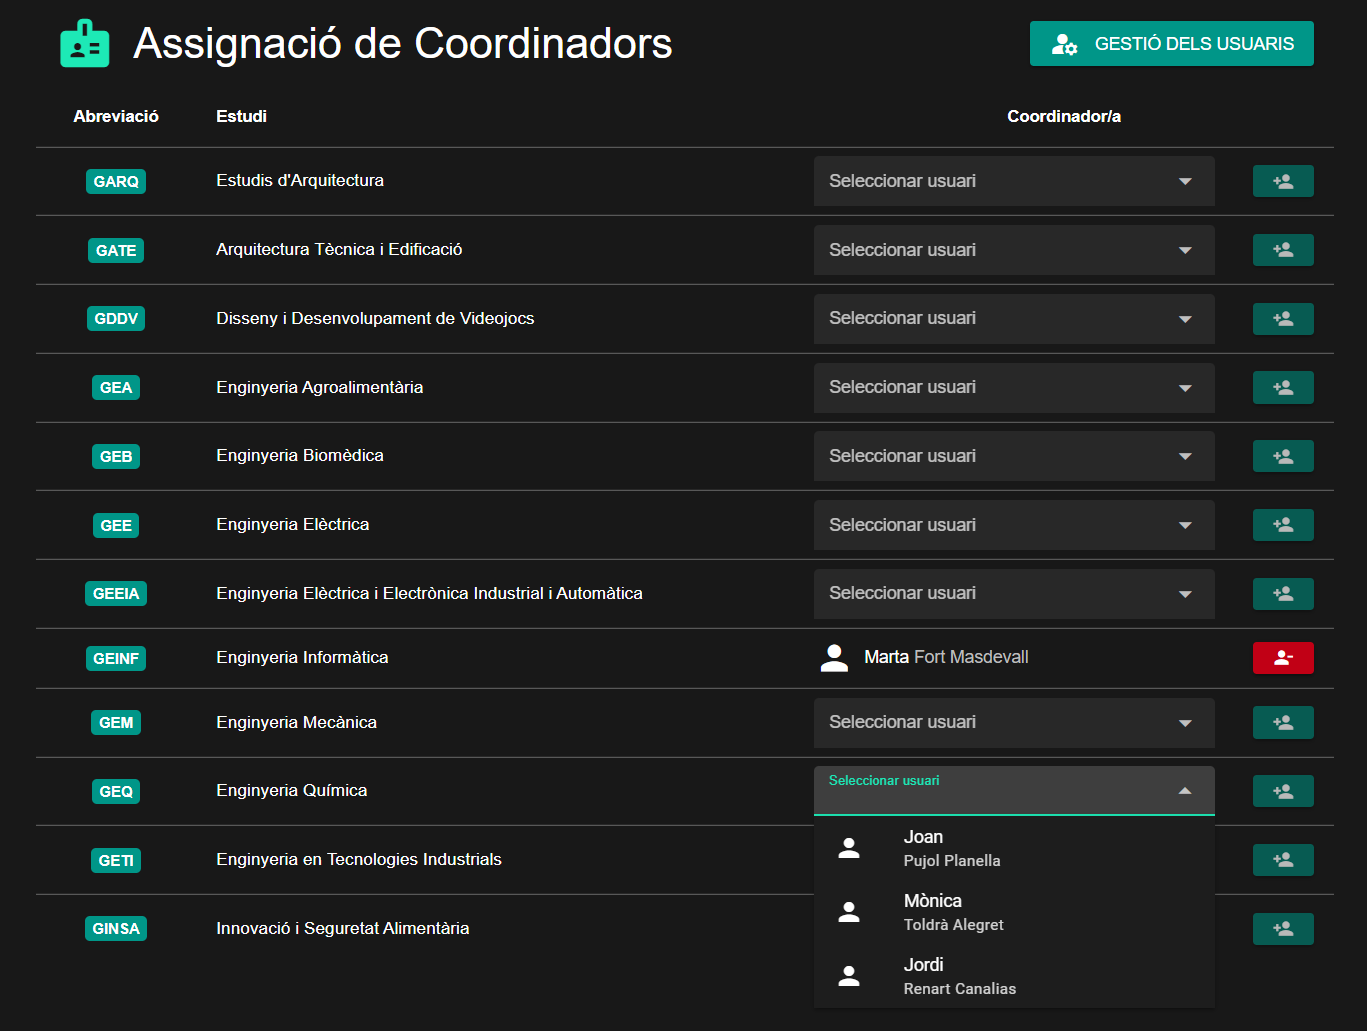 Assignació de Coordinadors
GESTIÓ DELS USUARIS
Abreviació Estudi Coordinador/a
GARQ Estudis d'Arquitectura Seleccionar usuari
GATE Arquitectura Tècnica i Edificació Seleccionar usuari
GDDV Disseny i Desenvolupament de Videojocs Seleccionar usuari
GEA Enginyeria Agroalimentària Seleccionar usuari
GEB Enginyeria Biomèdica Seleccionar usuari
GEE Enginyeria Elèctrica Seleccionar usuari
GEEIA Enginyeria Elèctrica i Electrònica Industrial i Automàtica Seleccionar usuari
GEINF Enginyeria Informàtica Marta Fort Masdevall
GEM Enginyeria Mecànica Seleccionar usuari
GEQ Enginyeria Química Seleccionar usuari
GETI Enginyeria en Tecnologies Industrials
GINSA Innovació i Seguretat Alimentària
Joan
Pujol Planella
Mònica
Toldrà Alegret
Jordi
Renart Canalias